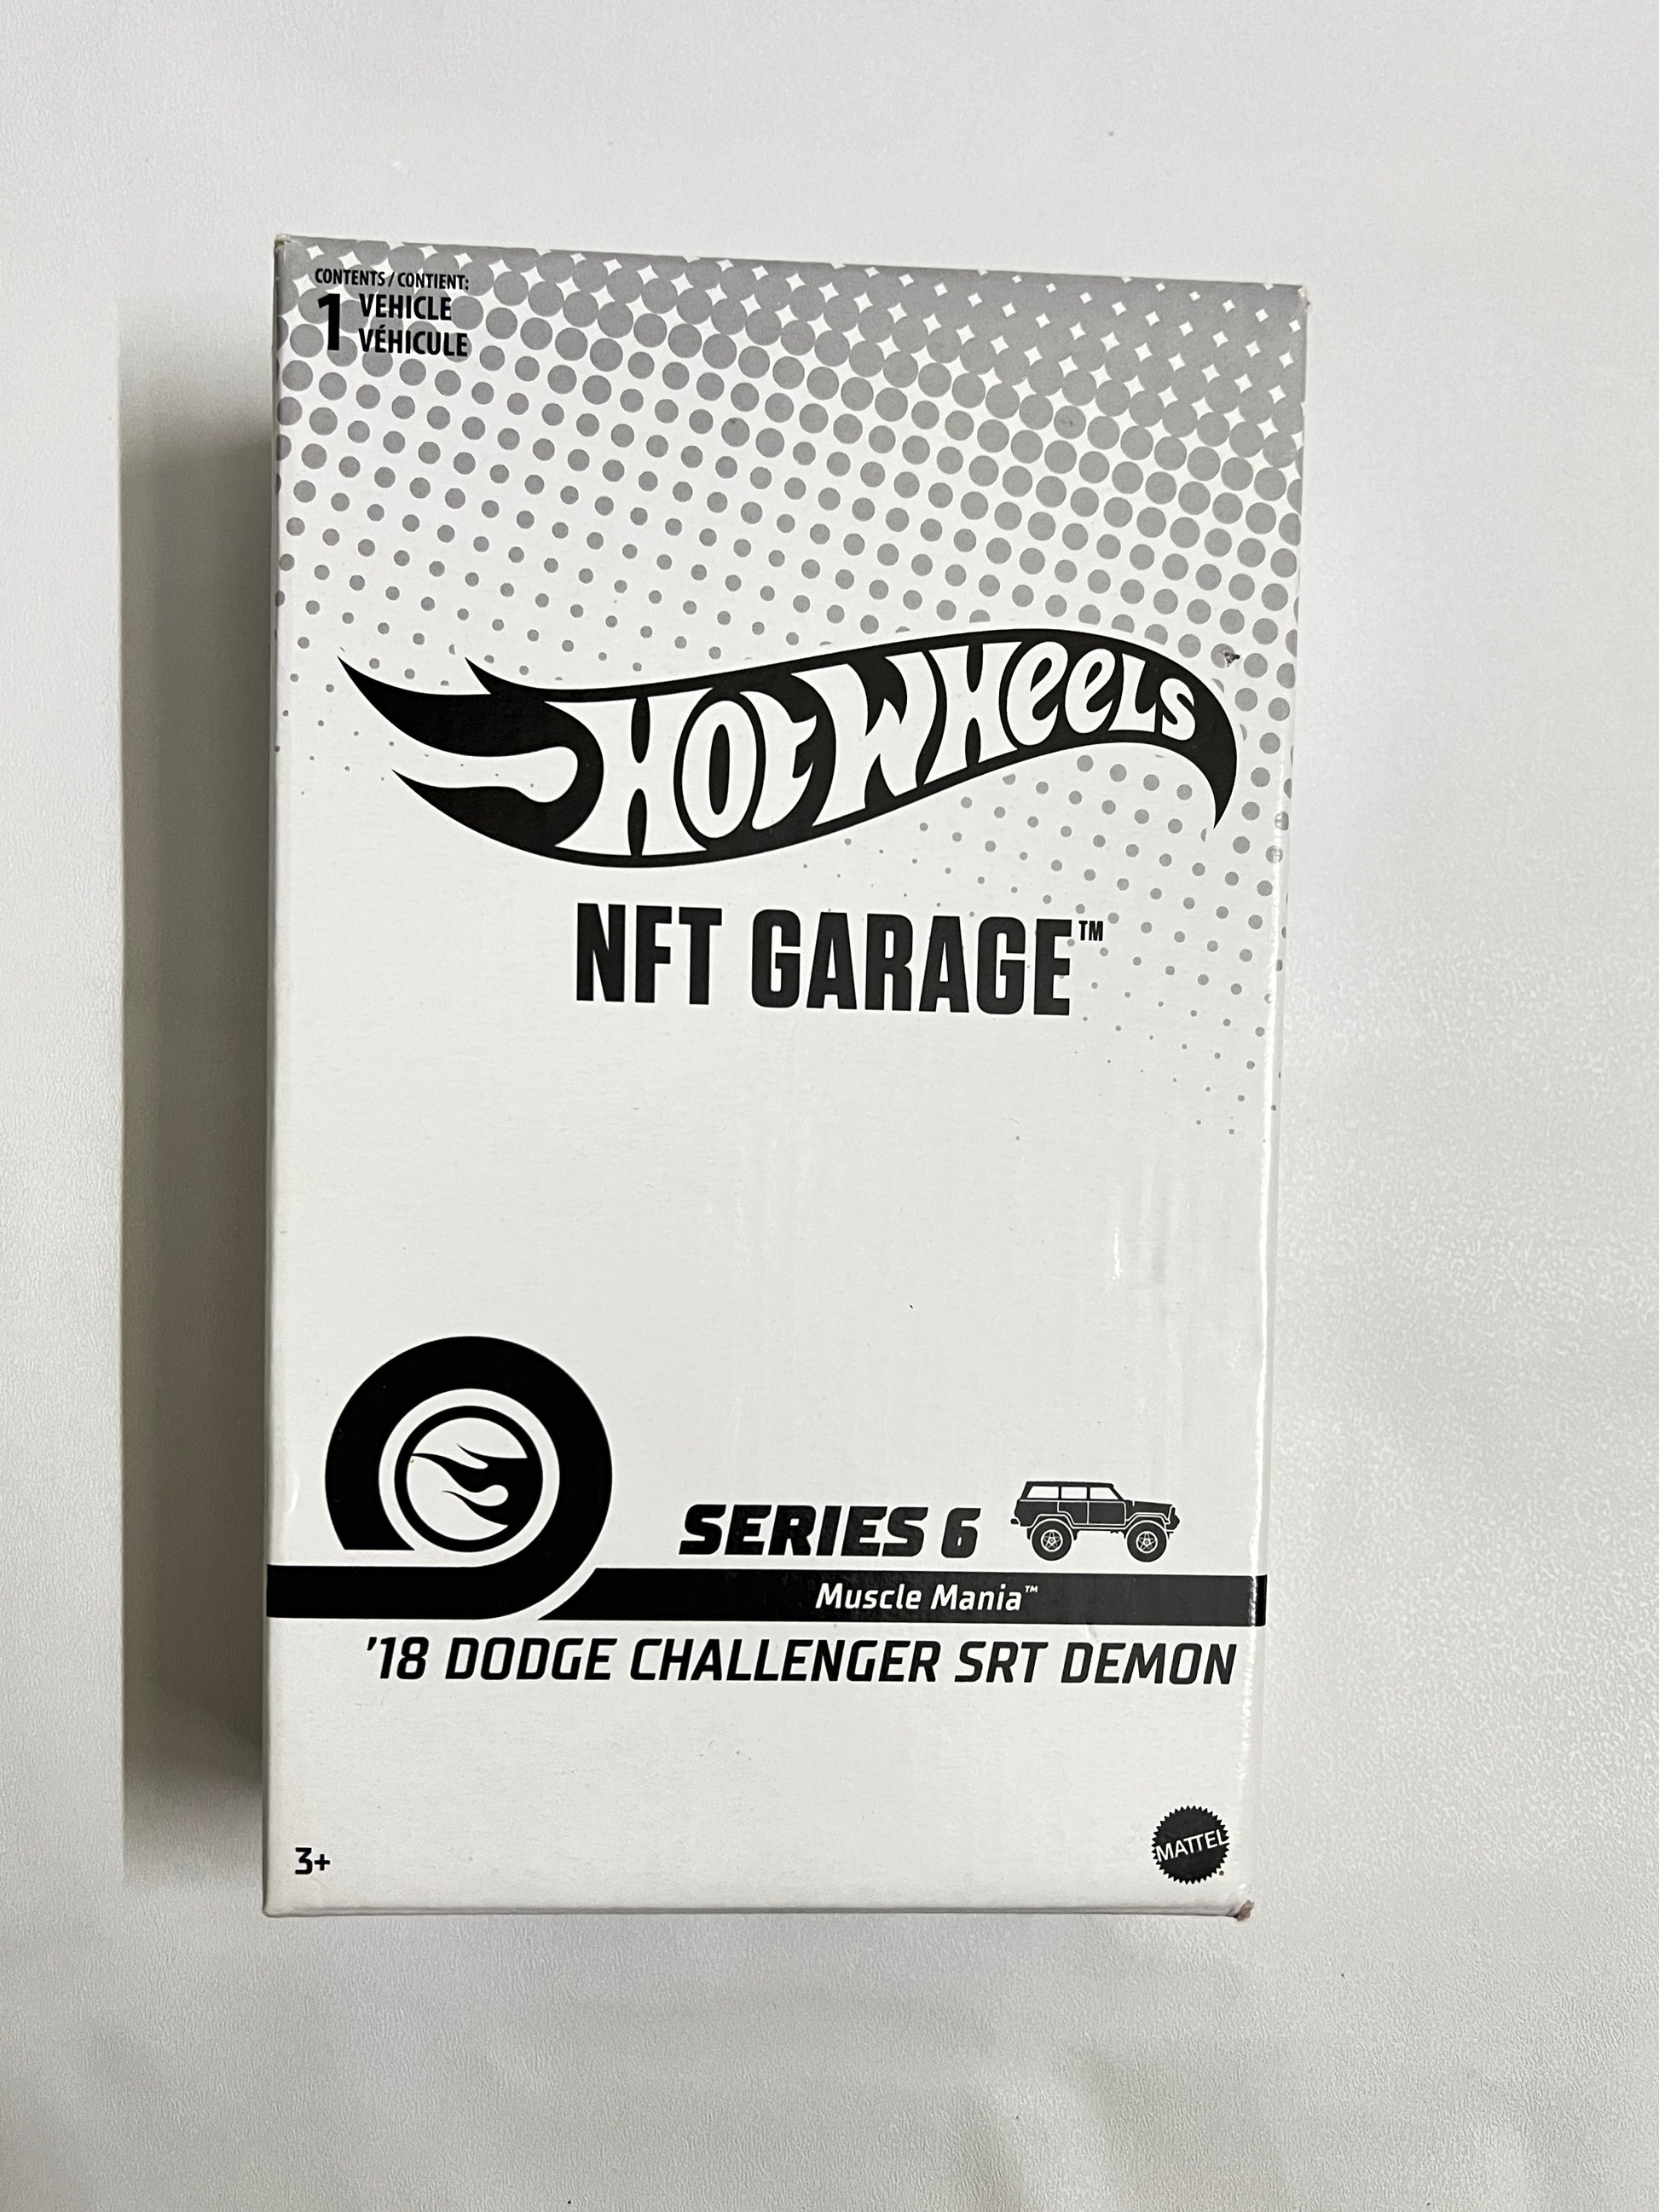 CONTENTS / CONTIENT:
1 VEHICLE
VÉHICULE
HOT WHEELS
NFT GARAGE™
SERIES 6
Muscle Mania™
'18 DODGE CHALLENGER SRT DEMON
3+
MATTEL®